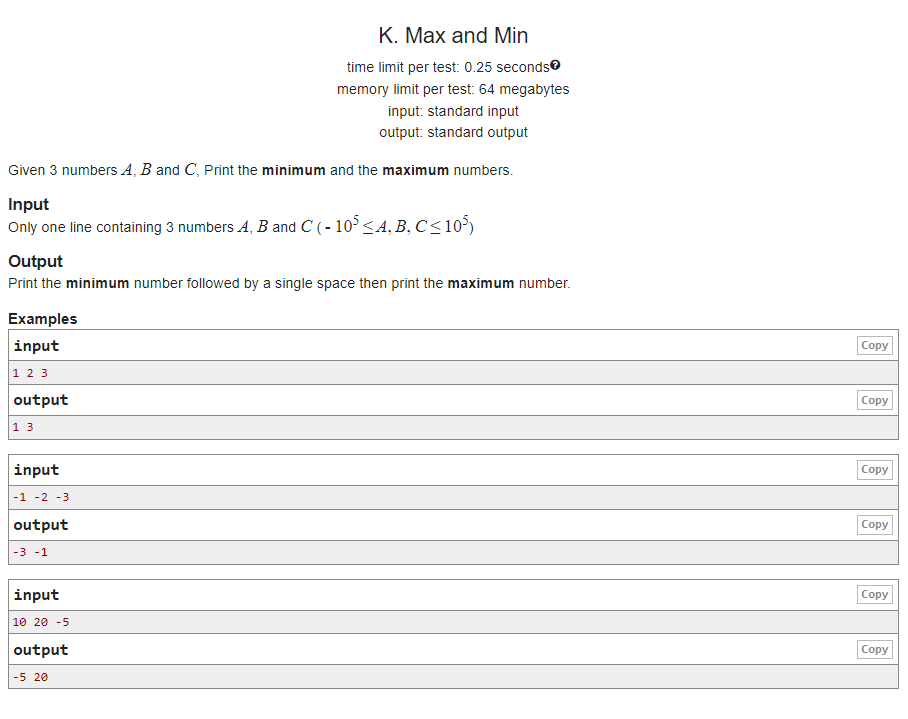 K. Max and Min
time limit per test: 0.25 seconds?
memory limit per test: 64 megabytes
input: standard input
output: standard output
Given 3 numbers A, B and C, Print the minimum and the maximum numbers.
Input
Only one line containing 3 numbers A, B and C ( - 10^5 ≤ A, B, C ≤ 10^5)
Output
Print the minimum number followed by a single space then print the maximum number.
Examples
input Copy
1 2 3
output Copy
1 3
input Copy
-1 -2 -3
output Copy
-3 -1
input Copy
10 20 -5
output Copy
-5 20